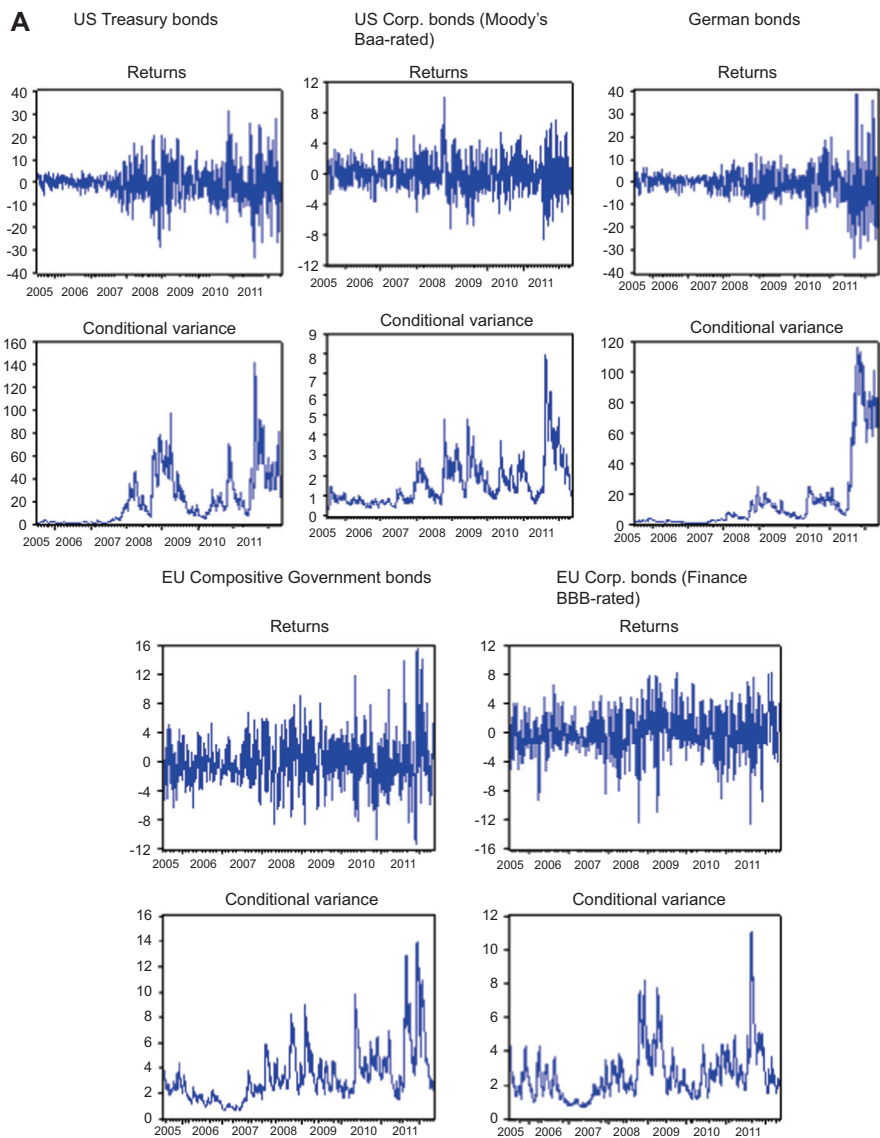 A
US Treasury bonds
US Corp. bonds (Moody's
Baa-rated)
German bonds
Returns
Returns
Returns
40
30
20
10
0
-10
-20
-30
-40
2005 2006 2007 2008 2009 2010 2011
12
8
4
0
-4
-8
-12
2005 2006 2007 2008 2009 2010 2011
40
30
20
10
0
-10
-20
-30
-40
2005 2006 2007 2008 2009 2010 2011
Conditional variance
Conditional variance
Conditional variance
160
140
120
100
80
60
40
20
0
2005 2006 2007 2008 2009 2010 2011
9
8
7
6
5
4
3
2
1
0
2005 2006 2007 2008 2009 2010 2011
120
100
80
60
40
20
0
2005 2006 2007 2008 2009 2010 2011
EU Compositive Government bonds
EU Corp. bonds (Finance
BBB-rated)
Returns
Returns
16
12
8
4
0
-4
-8
-12
2005 2006 2007 2008 2009 2010 2011
12
8
4
0
-4
-8
-12
-16
2005 2006 2007 2008 2009 2010 2011
Conditional variance
Conditional variance
16
14
12
10
8
6
4
2
0
2005 2006 2007 2008 2009 2010 2011
12
10
8
6
4
2
0
2005 2006 2007 2008 2009 2010 2011